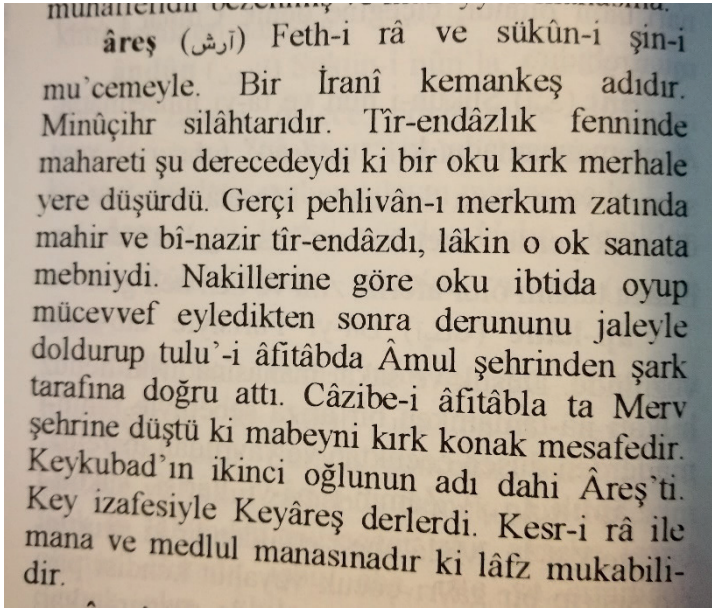 âreş (آرش) Feth-i râ ve sükûn-i şin-i
mu’cemeyle. Bir İranî kemankeş adıdır.
Minûçihr silâhtarıdır. Tîr-endâzlık fenninde
mahareti şu derecedeydi ki bir oku kırk merhale
yere düşürdü. Gerçi pehlivân-ı merkum zatında
mahir ve bî-nazir tîr-endâzdı, lâkin o ok sanata
mebniydi. Nakillerine göre oku ibtida oyup
mücevvef eyledikten sonra derununu jaleyle
doldurup tulu’-i âfitâbda Âmul şehrinden şark
tarafına doğru attı. Câzibe-i âfitâbla ta Merv
şehrine düştü ki mabeyni kırk konak mesafedir.
Keykubad’ın ikinci oğlunun adı dahi Âreş’ti.
Key izafesiyle Keyâreş derlerdi. Kesr-i râ ile
mana ve medlul manasınadır ki lâfz mukabili-
dir.